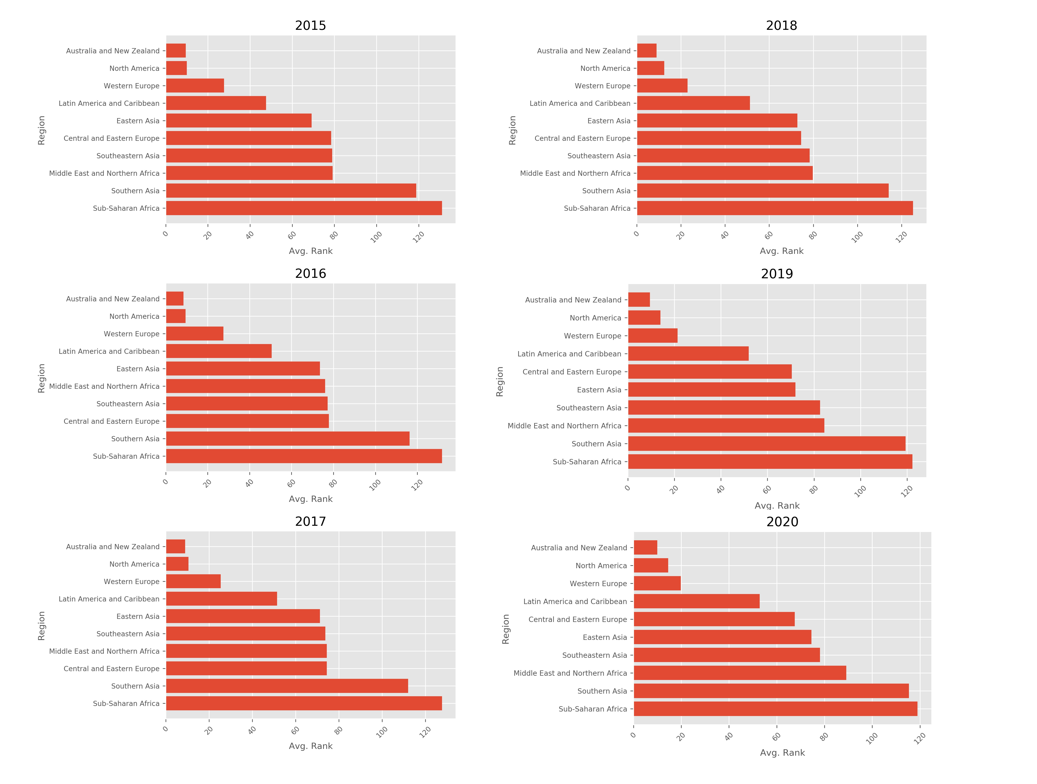 2015
Region
Australia and New Zealand
North America
Western Europe
Latin America and Caribbean
Eastern Asia
Central and Eastern Europe
Southeastern Asia
Middle East and Northern Africa
Southern Asia
Sub-Saharan Africa
0 20 40 60 80 100 120
Avg. Rank
2018
Region
Australia and New Zealand
North America
Western Europe
Latin America and Caribbean
Eastern Asia
Central and Eastern Europe
Southeastern Asia
Middle East and Northern Africa
Southern Asia
Sub-Saharan Africa
0 20 40 60 80 100 120
Avg. Rank
2016
Region
Australia and New Zealand
North America
Western Europe
Latin America and Caribbean
Eastern Asia
Middle East and Northern Africa
Southeastern Asia
Central and Eastern Europe
Southern Asia
Sub-Saharan Africa
0 20 40 60 80 100 120
Avg. Rank
2019
Region
Australia and New Zealand
North America
Western Europe
Latin America and Caribbean
Central and Eastern Europe
Eastern Asia
Southeastern Asia
Middle East and Northern Africa
Southern Asia
Sub-Saharan Africa
0 20 40 60 80 100 120
Avg. Rank
2017
Region
Australia and New Zealand
North America
Western Europe
Latin America and Caribbean
Eastern Asia
Southeastern Asia
Middle East and Northern Africa
Central and Eastern Europe
Southern Asia
Sub-Saharan Africa
0 20 40 60 80 100 120
Avg. Rank
2020
Region
Australia and New Zealand
North America
Western Europe
Latin America and Caribbean
Central and Eastern Europe
Eastern Asia
Southeastern Asia
Middle East and Northern Africa
Southern Asia
Sub-Saharan Africa
0 20 40 60 80 100 120
Avg. Rank